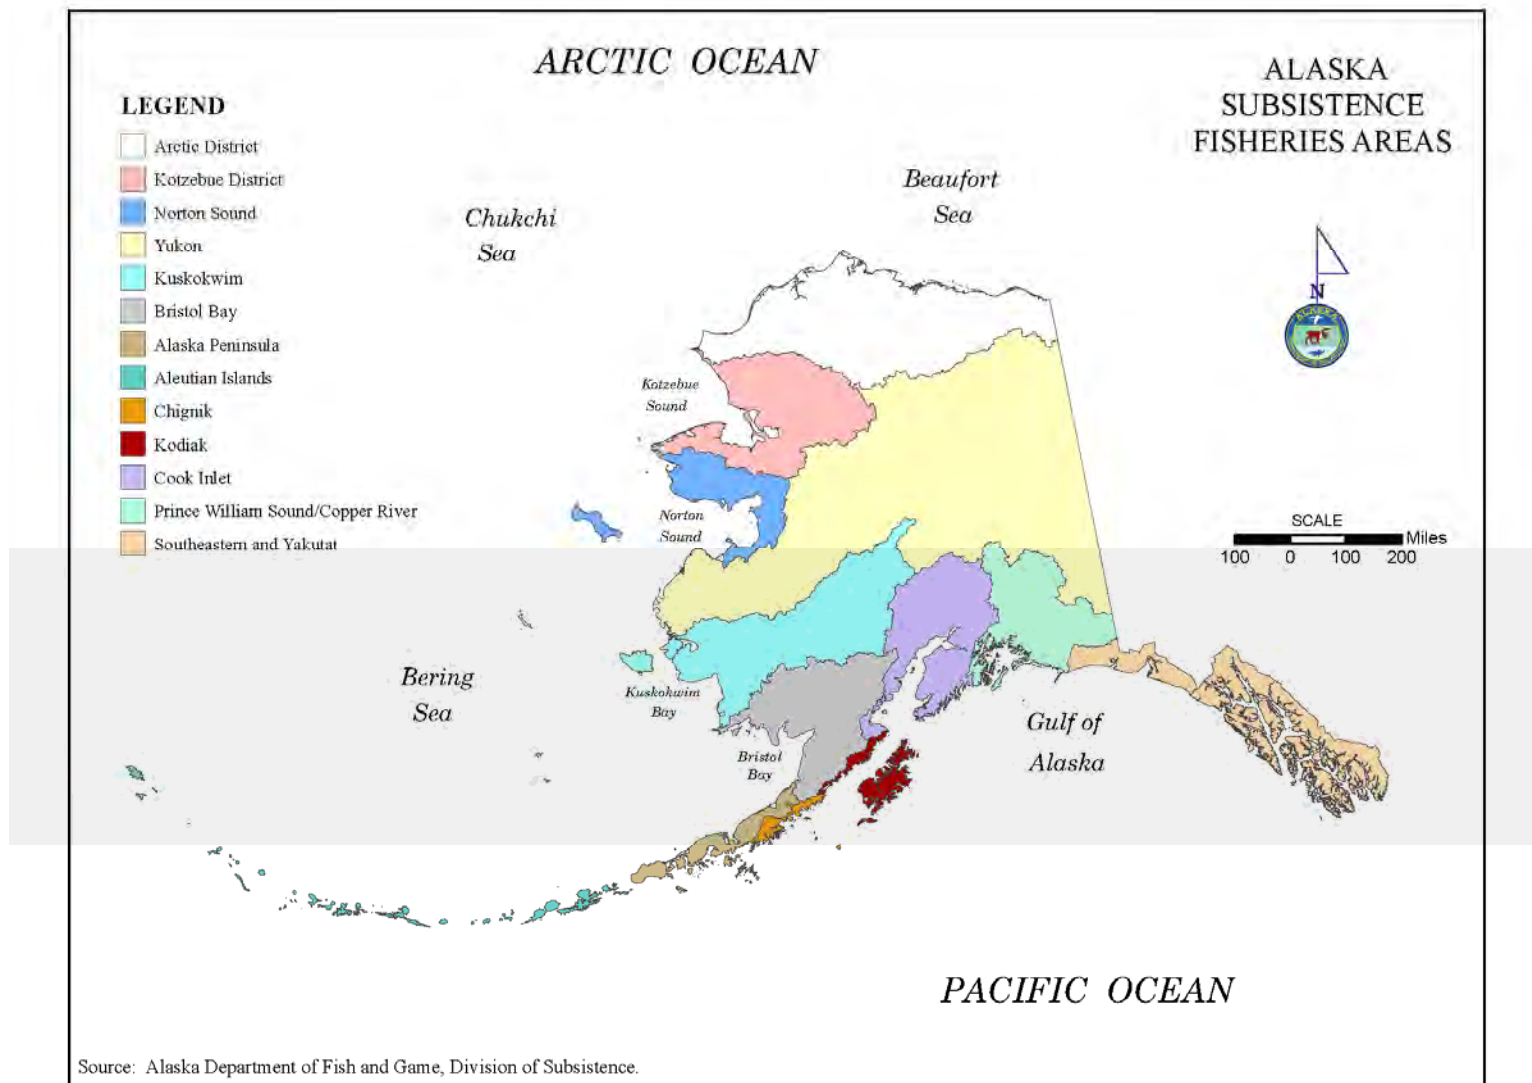 ARCTIC OCEAN
ALASKA
SUBSISTENCE
FISHERIES AREAS
LEGEND
Arctic District
Kotzebue District
Norton Sound
Yukon
Kuskokwim
Bristol Bay
Alaska Peninsula
Aleutian Islands
Chignik
Kodiak
Cook Inlet
Prince William Sound/Copper River
Southeastern and Yakutat
Beaufort
Sea
Chukchi
Sea
N
ALASKA
Kotzebue
Sound
Norton
Sound
SCALE
100 0 100 200 Miles
Bering
Sea
Kuskokwim
Bay
Bristol
Bay
Gulf of
Alaska
PACIFIC OCEAN
Source: Alaska Department of Fish and Game, Division of Subsistence.